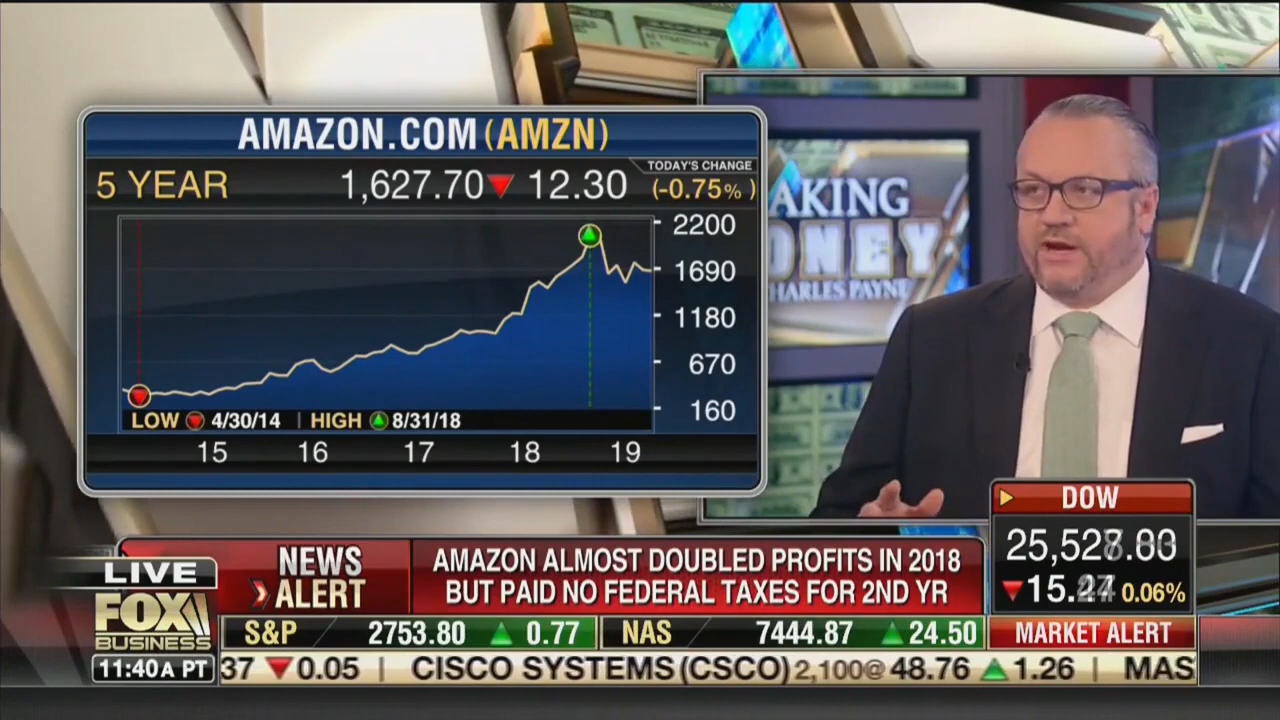 AMAZON.COM (AMZN)
5 YEAR 1,627.70 ▼ 12.30
TODAY'S CHANGE
(-0.75%)
2200
1690
1180
670
160
LOW ▼ 4/30/14 | HIGH ▲ 8/31/18
15 16 17 18 19
AKING
ONEY
HARLES PAYNE
DOW
▼ 0.06%
MARKET ALERT
NEWS
ALERT
AMAZON ALMOST DOUBLED PROFITS IN 2018
BUT PAID NO FEDERAL TAXES FOR 2ND YR
LIVE
FOX
BUSINESS
11:40A PT
S&P 2753.80 ▲ 0.77 NAS 7444.87 ▲ 24.50
37 ▼ 0.05 | CISCO SYSTEMS (CSCO) 2,100@ 48.76 ▲ 1.26 | MAS